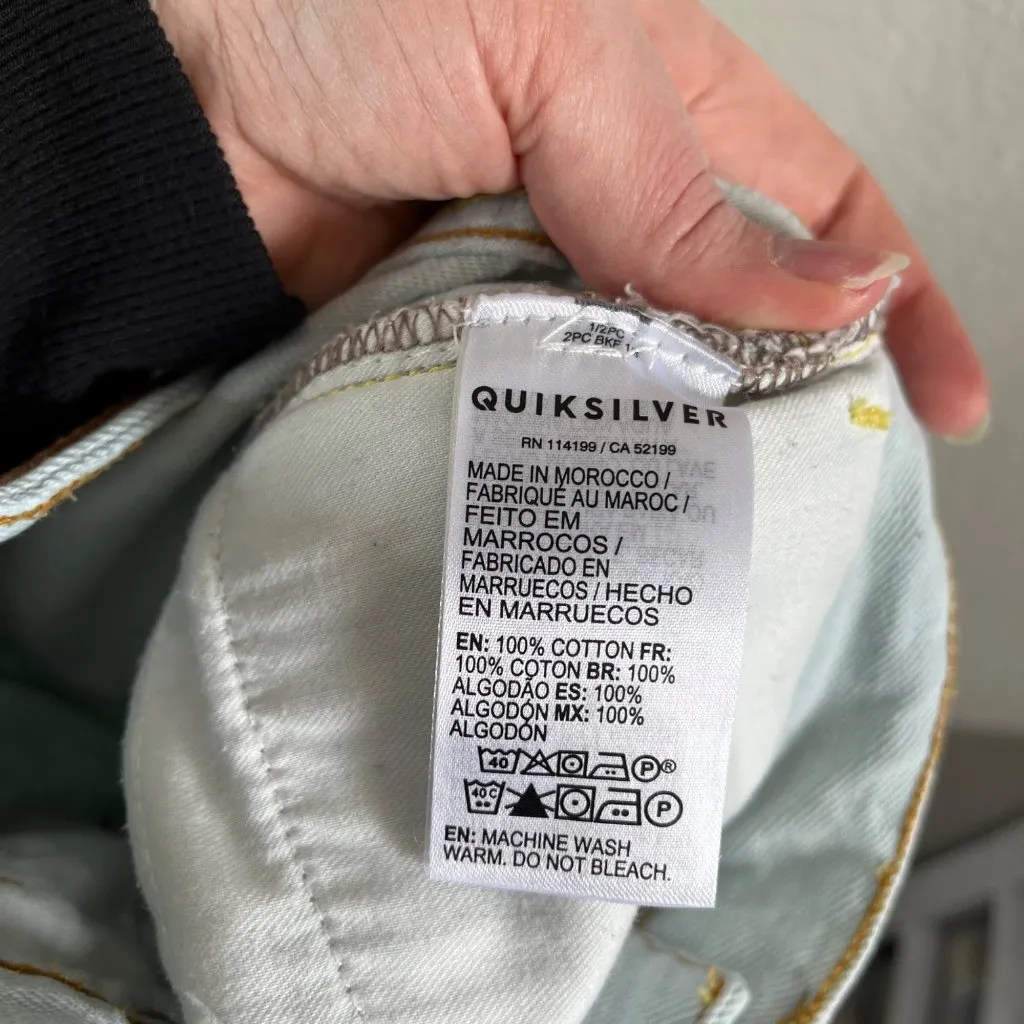 1/2PC
2PC BKF
QUIKSILVER
RN 114199 / CA 52199
MADE IN MOROCCO /
FABRIQUÉ AU MAROC /
FEITO EM
MARROCOS /
FABRICADO EN
MARRUECOS / HECHO
EN MARRUECOS
EN: 100% COTTON FR:
100% COTON BR: 100%
ALGODÃO ES: 100%
ALGODÓN MX: 100%
ALGODÓN
40 P®
40 C P
EN: MACHINE WASH
WARM. DO NOT BLEACH.